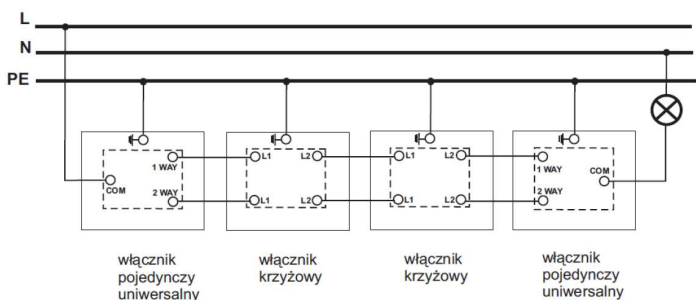 L
N
PE
1 WAY
L1
L2
L1
L2
1 WAY
COM
COM
2 WAY
L1
L2
L1
L2
2 WAY
włącznik
pojedynczy
uniwersalny
włącznik
krzyżowy
włącznik
krzyżowy
włącznik
pojedynczy
uniwersalny